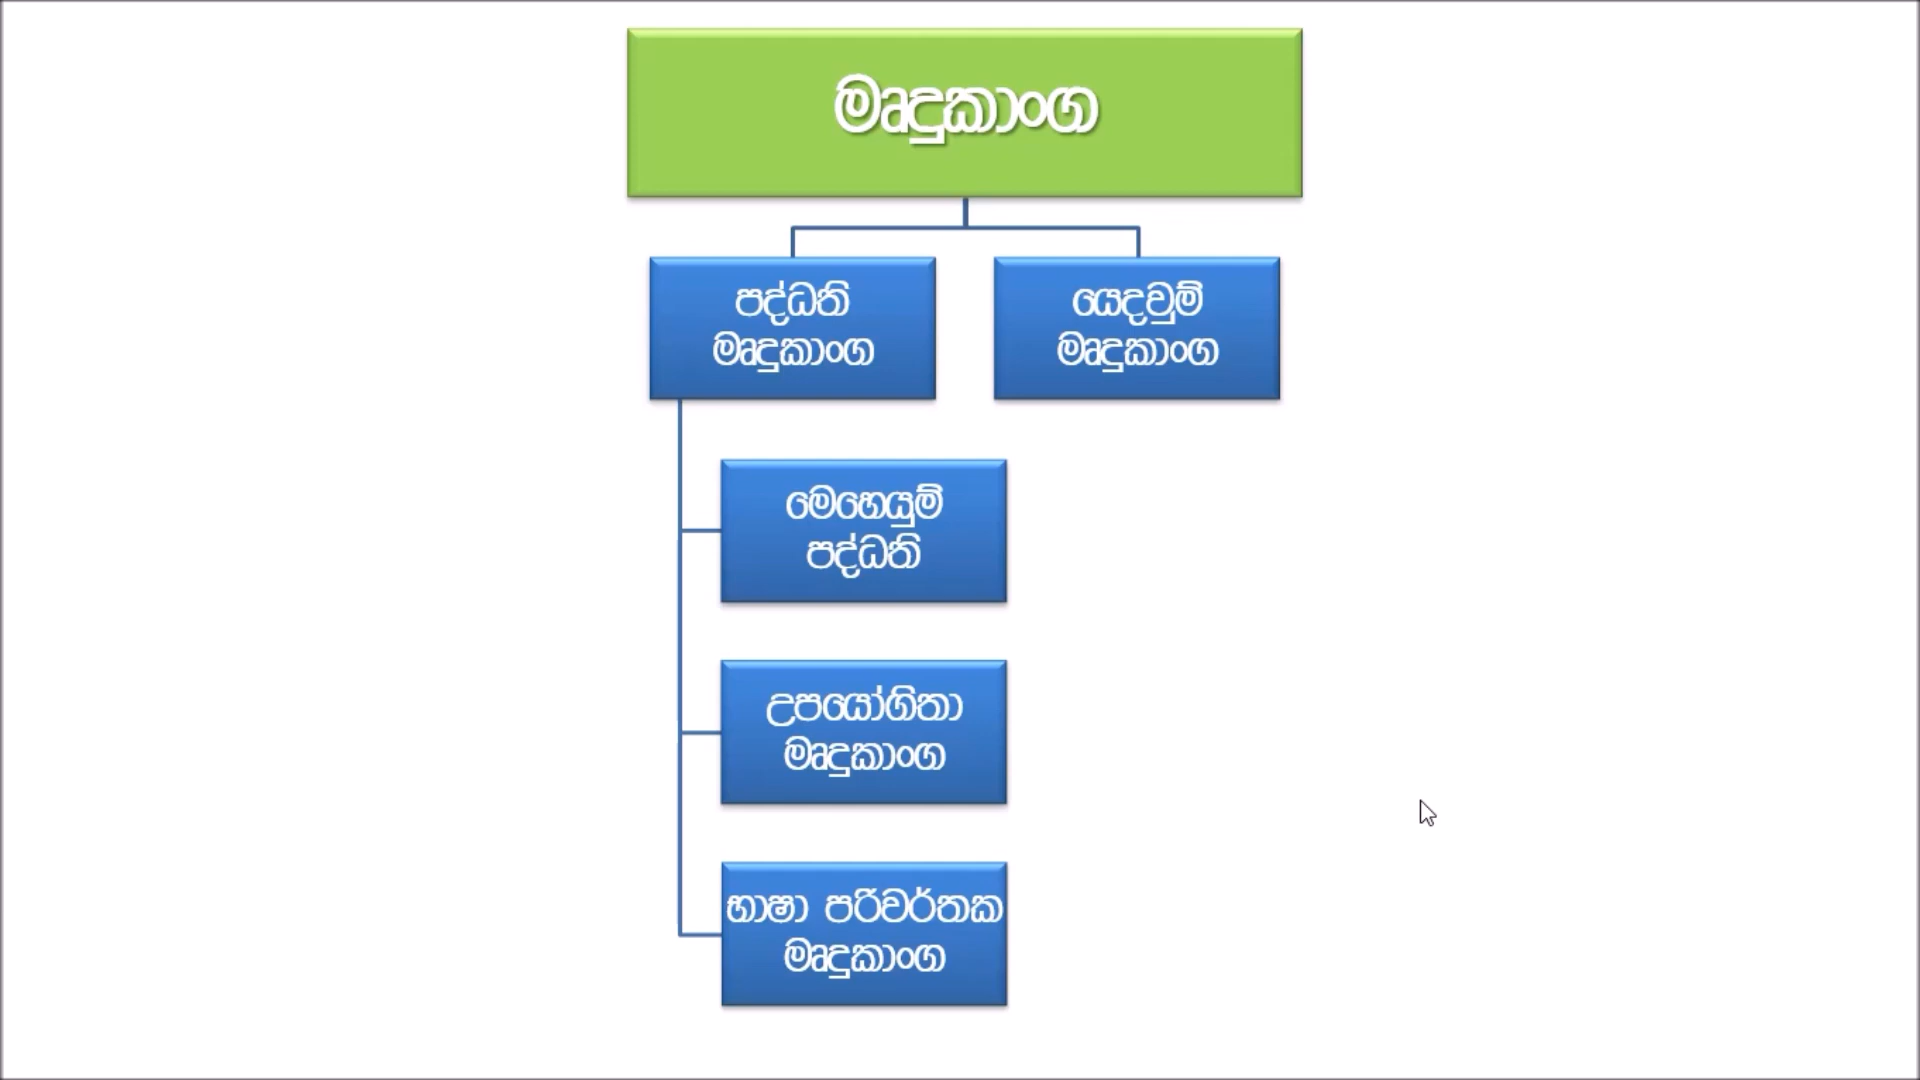 මෘදුකාංග
පද්ධති
මෘදුකාංග
යෙදවුම්
මෘදුකාංග
මෙහෙයුම්
පද්ධති
උපයෝගිතා
මෘදුකාංග
භාෂා පරිවර්තක
මෘදුකාංග